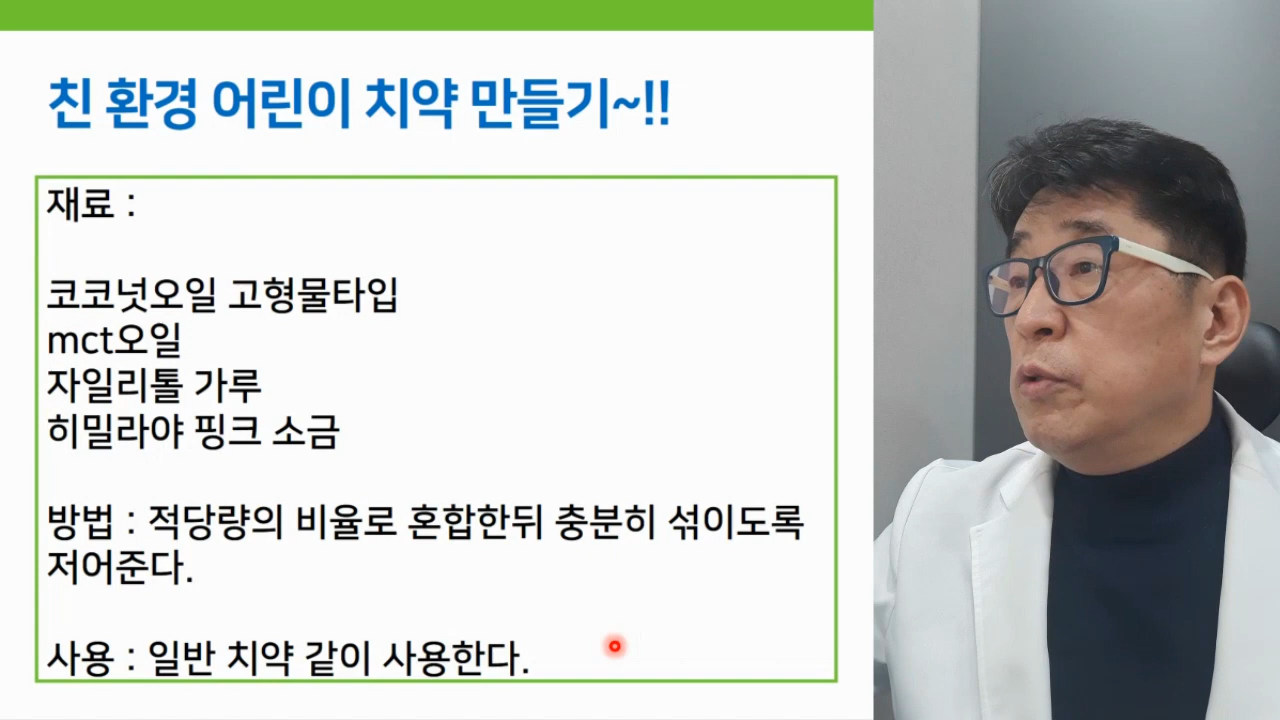 친 환경 어린이 치약 만들기~!!
재료 :
코코넛오일 고형물타입
mct오일
자일리톨 가루
히밀라야 핑크 소금
방법 : 적당량의 비율로 혼합한뒤 충분히 섞이도록
저어준다.
사용 : 일반 치약 같이 사용한다.